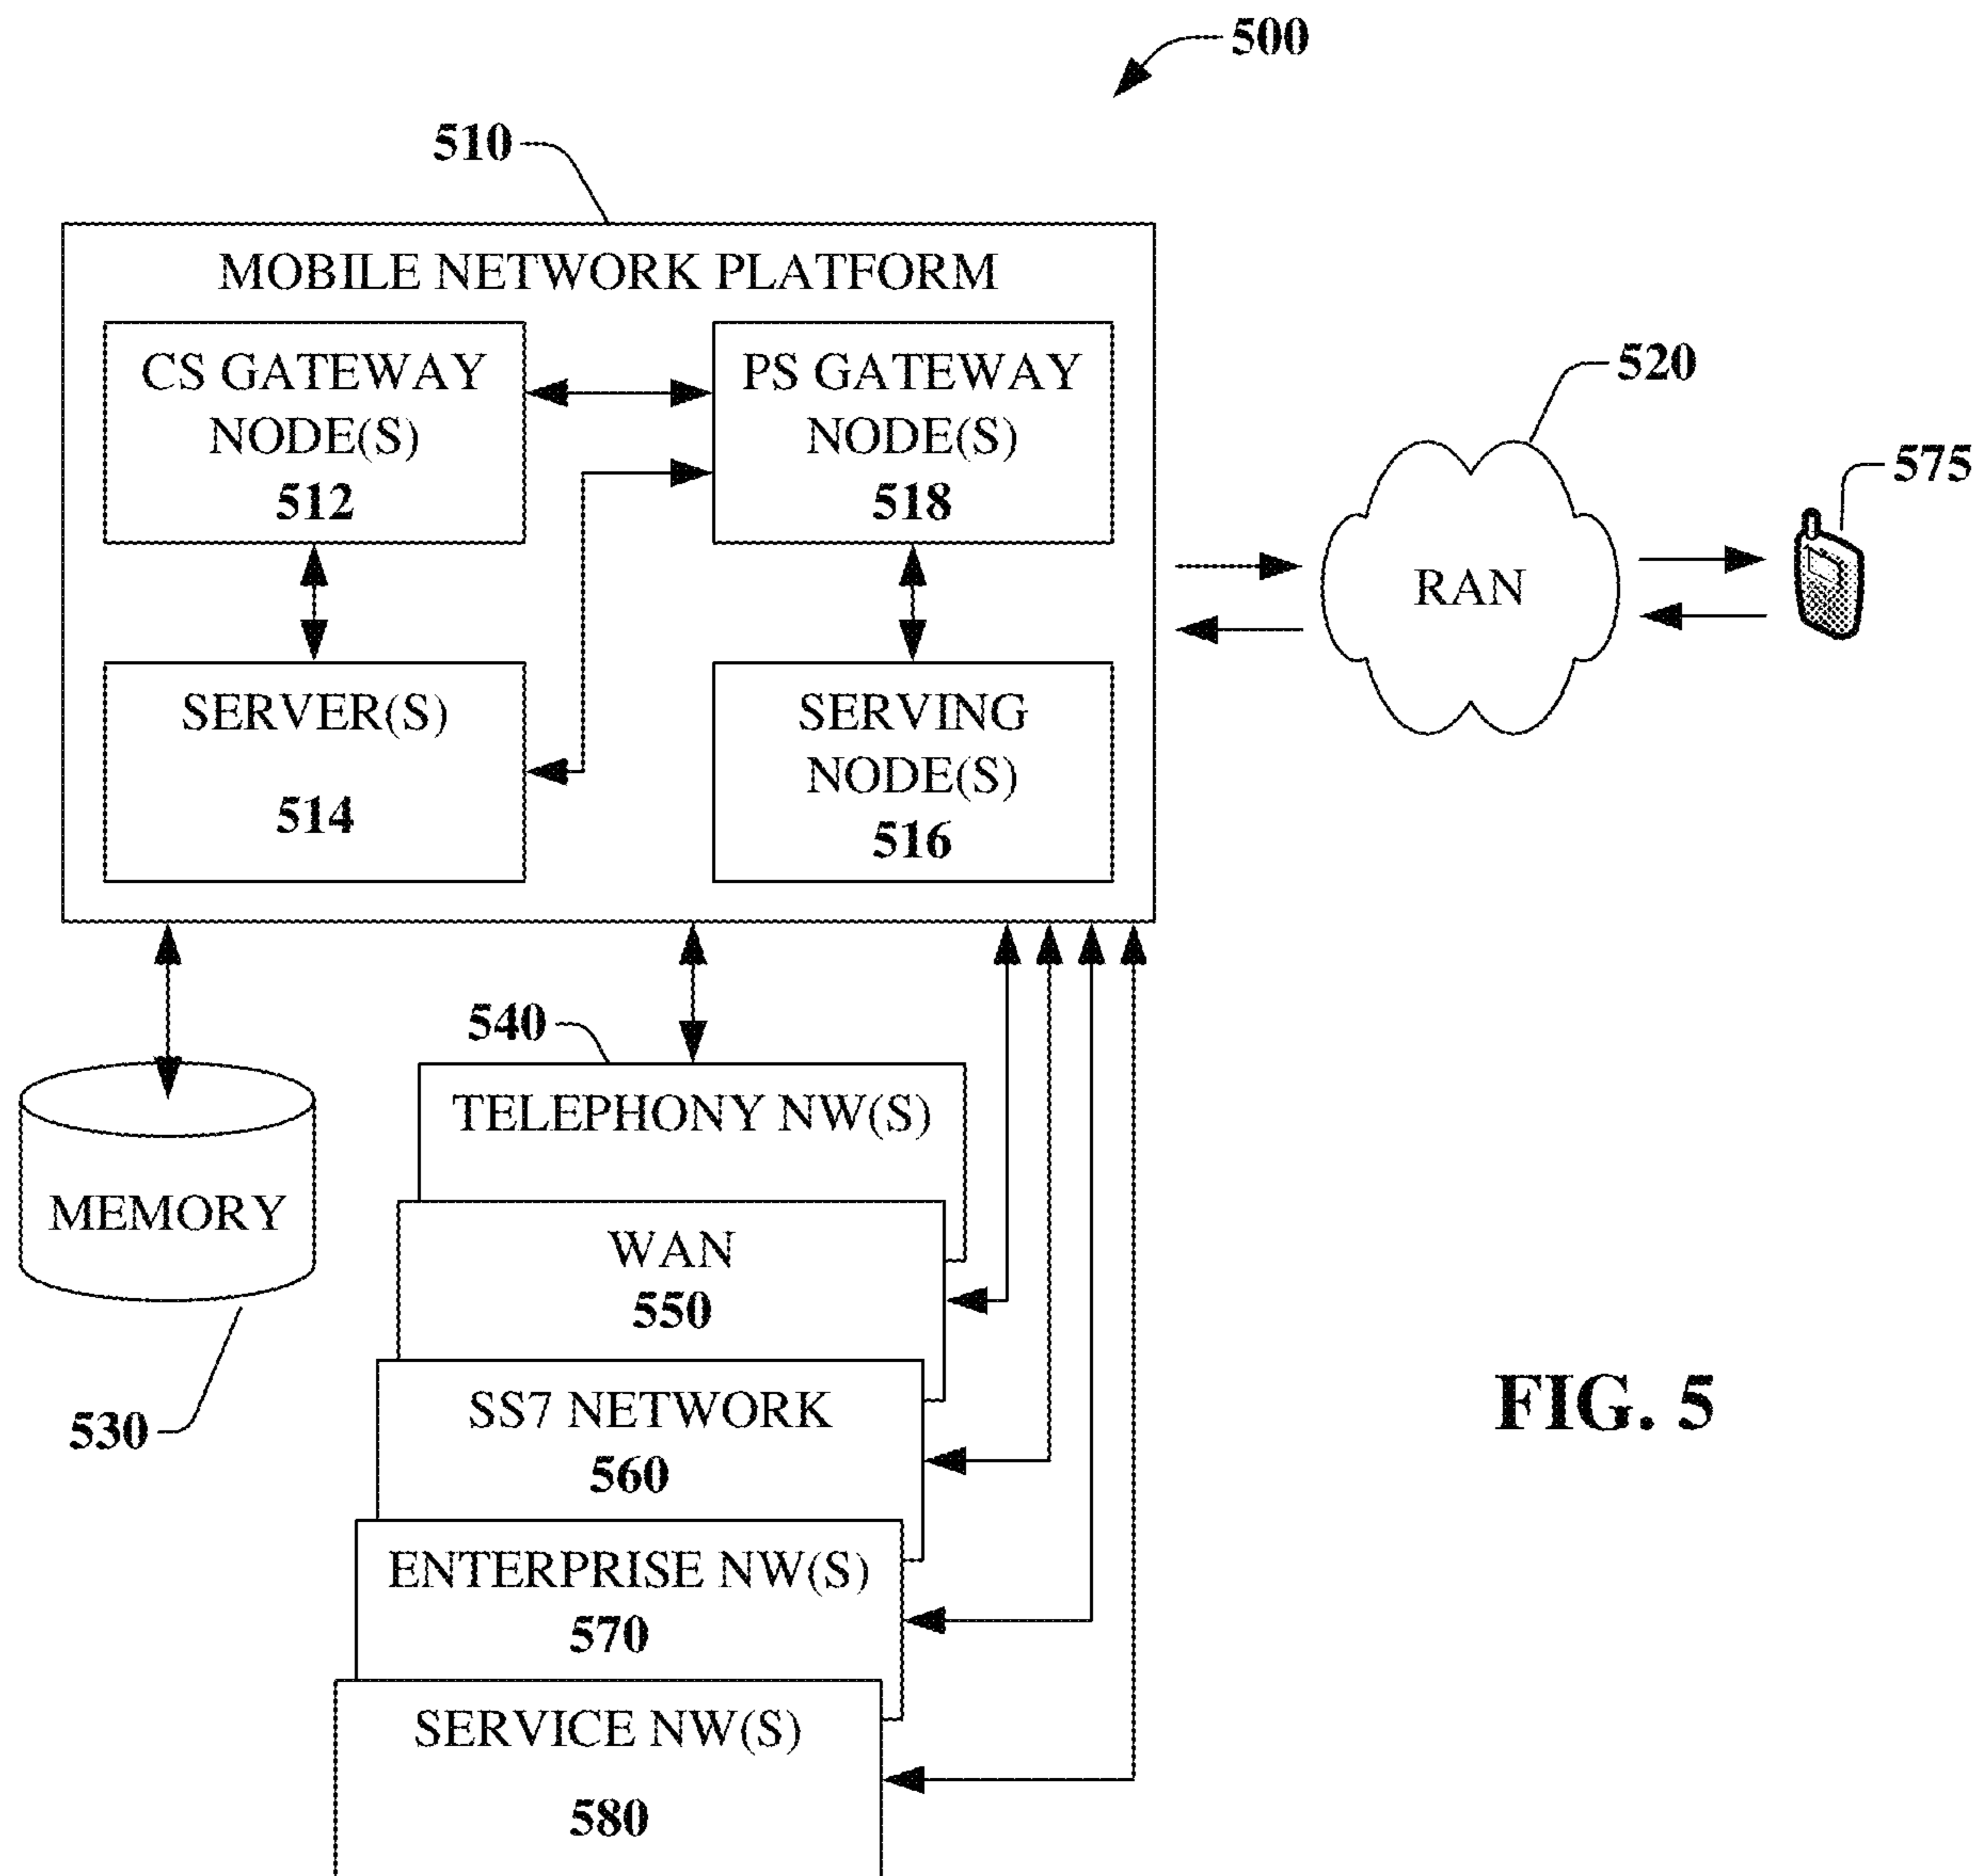 500
510
MOBILE NETWORK PLATFORM
CS GATEWAY
NODE(S)
512
PS GATEWAY
NODE(S)
518
SERVER(S)
514
SERVING
NODE(S)
516
520
RAN
575
540
TELEPHONY NW(S)
MEMORY
530
WAN
550
SS7 NETWORK
560
ENTERPRISE NW(S)
570
SERVICE NW(S)
580
FIG. 5